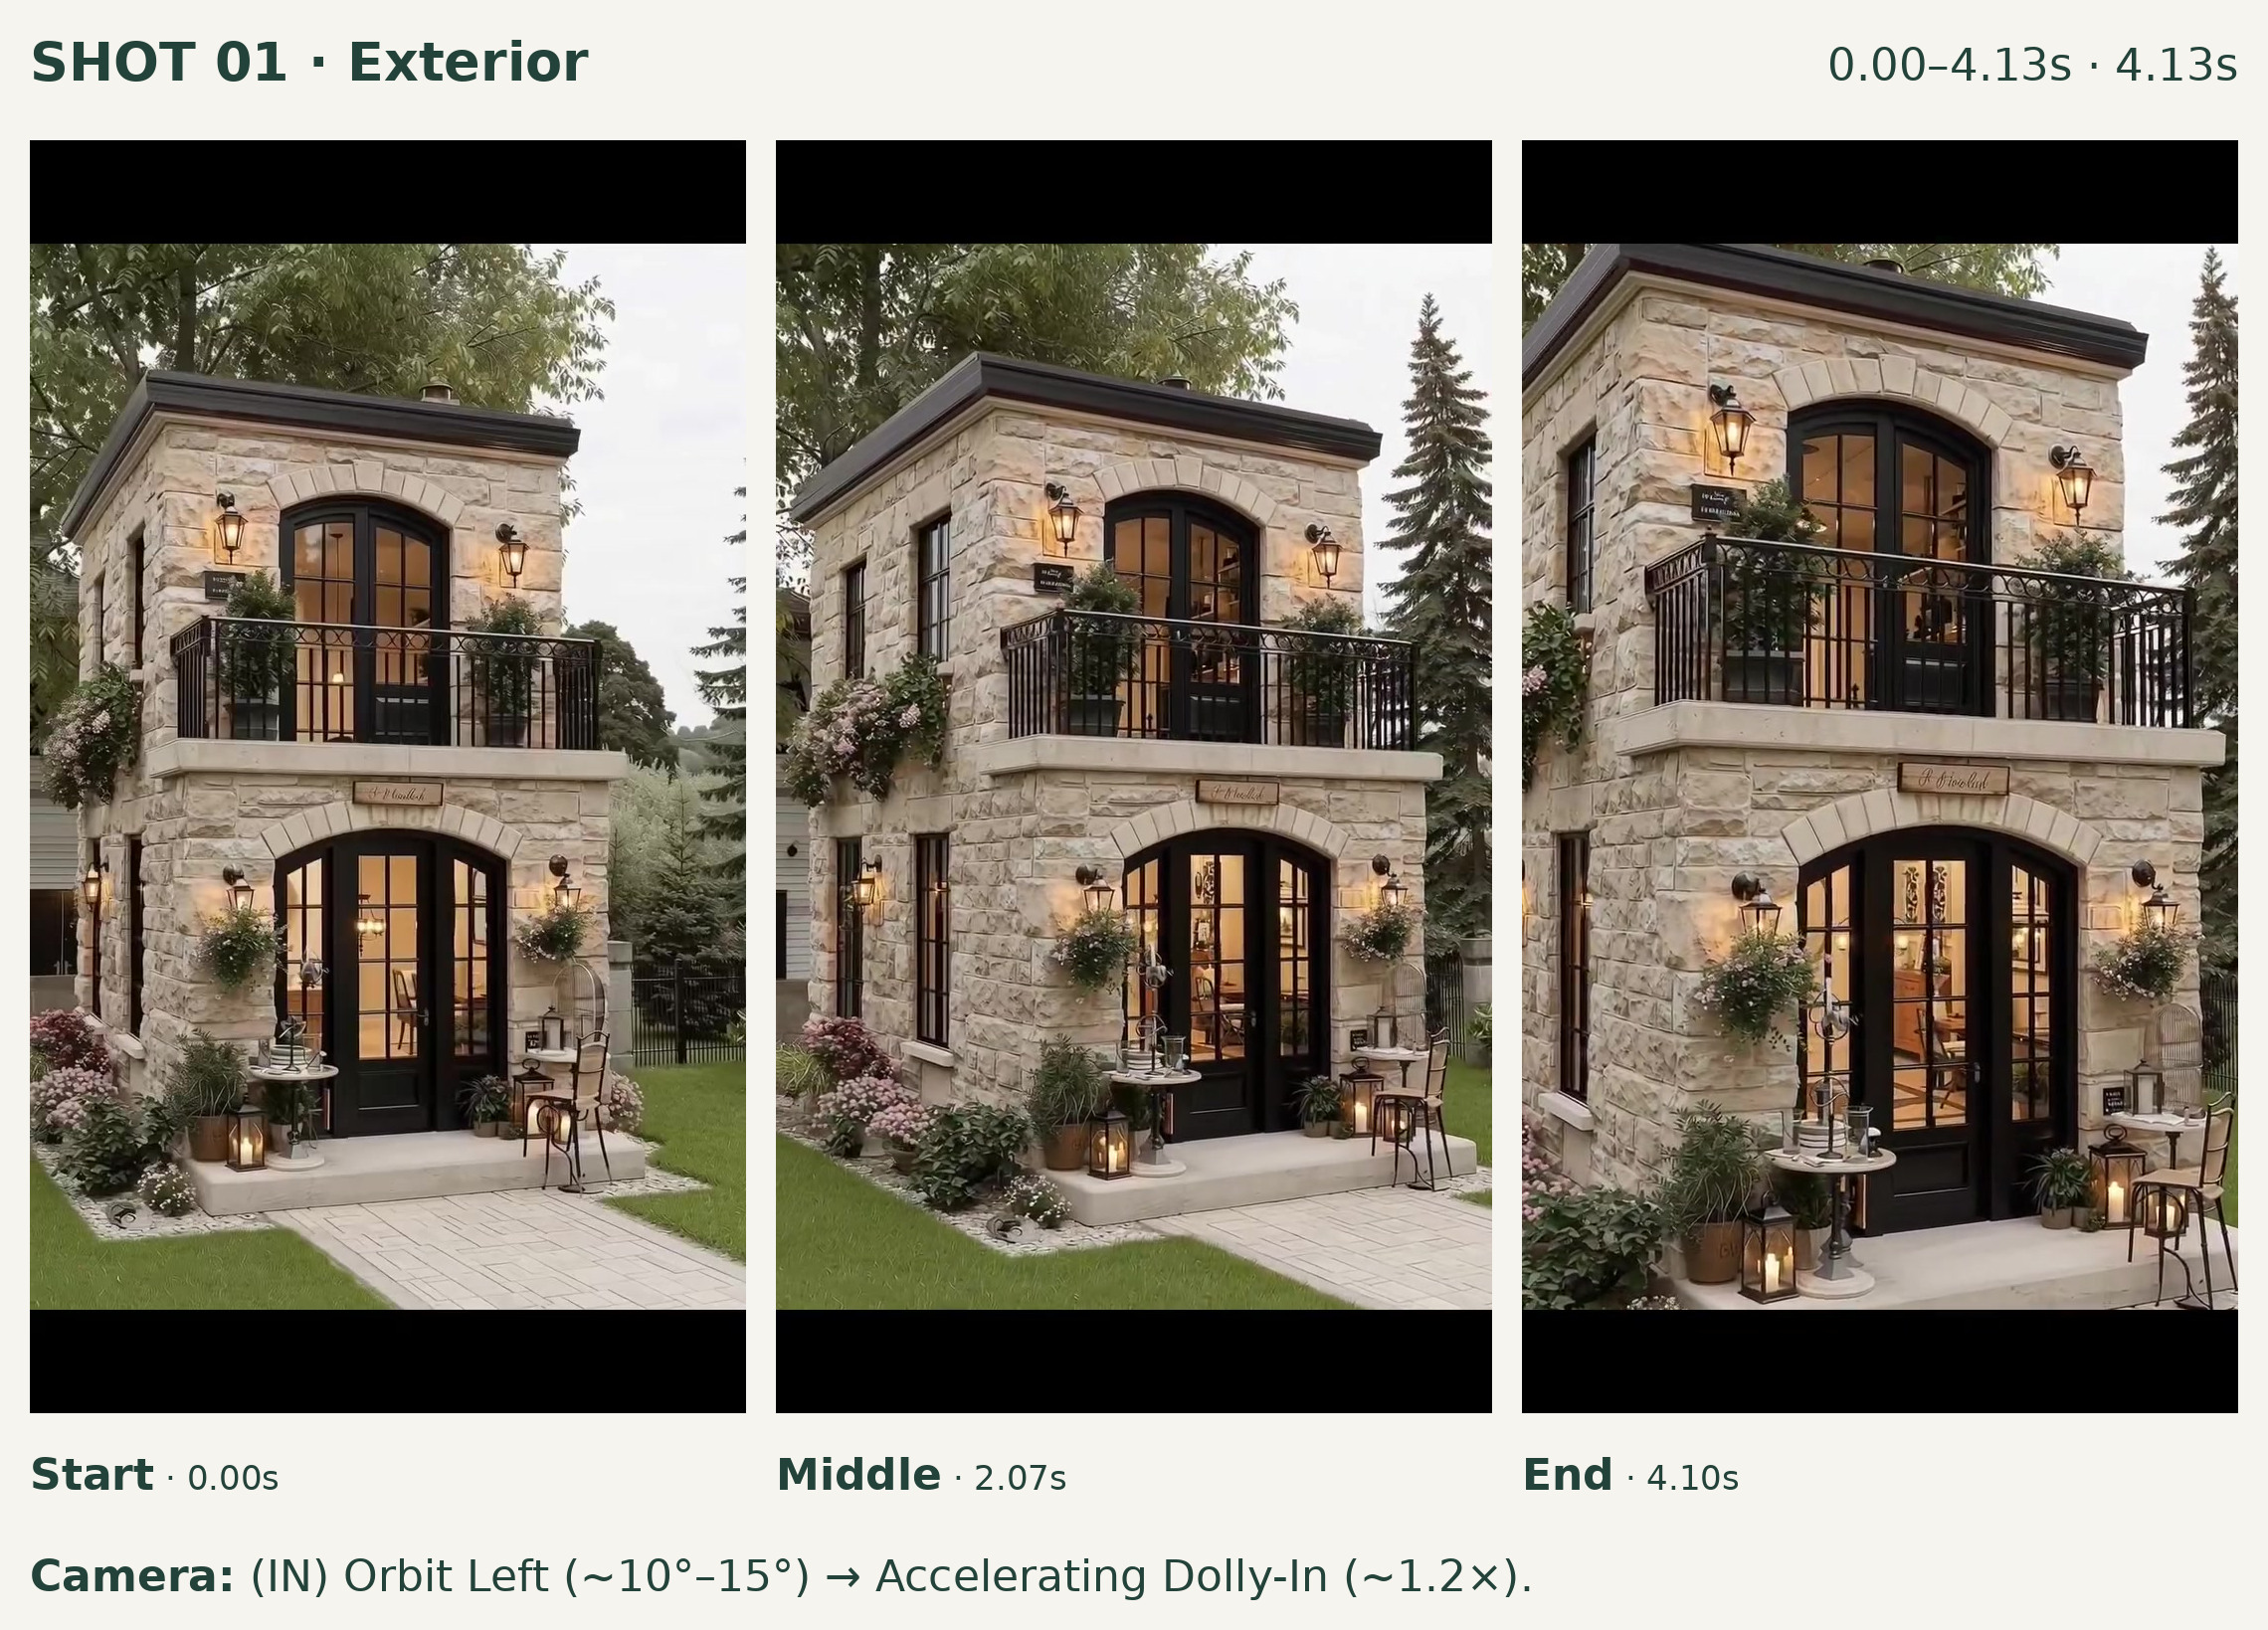 SHOT 01 · Exterior
0.00–4.13s · 4.13s
Start · 0.00s
Middle · 2.07s
End · 4.10s
Camera: (IN) Orbit Left (~10°–15°) → Accelerating Dolly-In (~1.2×).